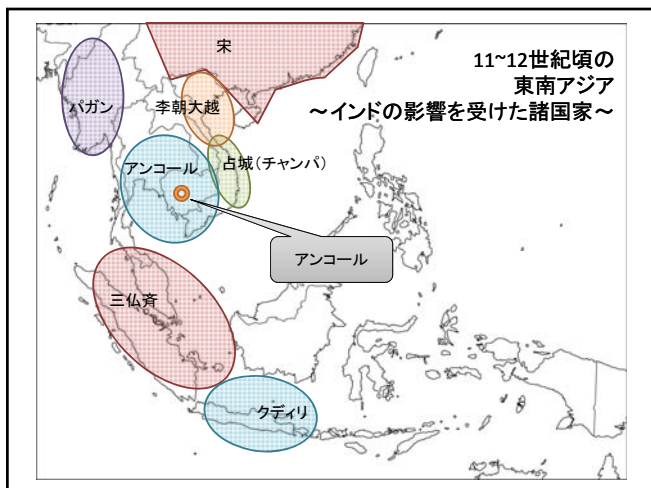 宋
11~12世紀頃の
東南アジア
~インドの影響を受けた諸国家~
パガン
李朝大越
アンコール
占城(チャンパ)
アンコール
三仏斉
クディリ